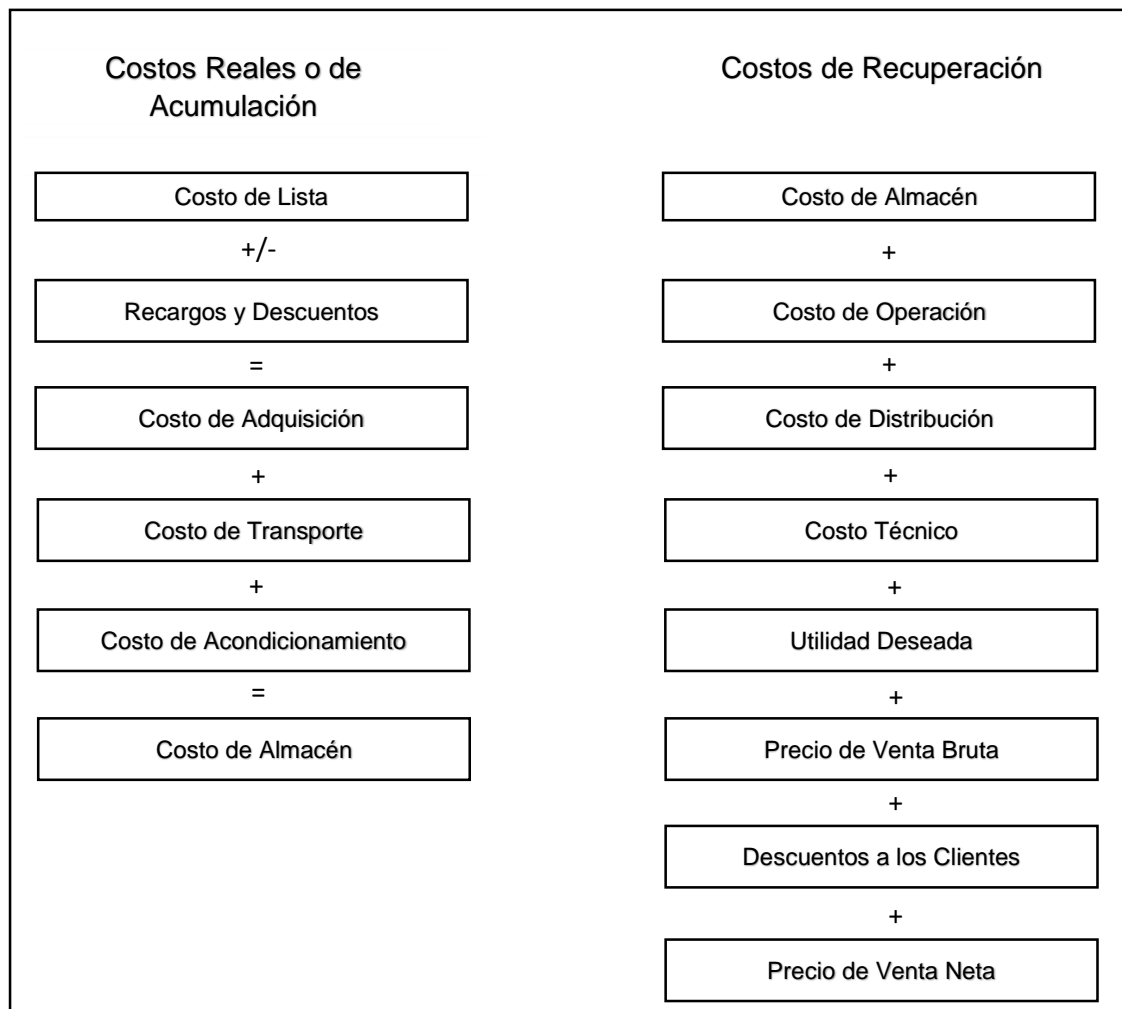 Costos Reales o de
Acumulación
Costo de Lista
+/-
Recargos y Descuentos
=
Costo de Adquisición
+
Costo de Transporte
+
Costo de Acondicionamiento
=
Costo de Almacén
Costos de Recuperación
Costo de Almacén
+
Costo de Operación
+
Costo de Distribución
+
Costo Técnico
+
Utilidad Deseada
+
Precio de Venta Bruta
+
Descuentos a los Clientes
+
Precio de Venta Neta